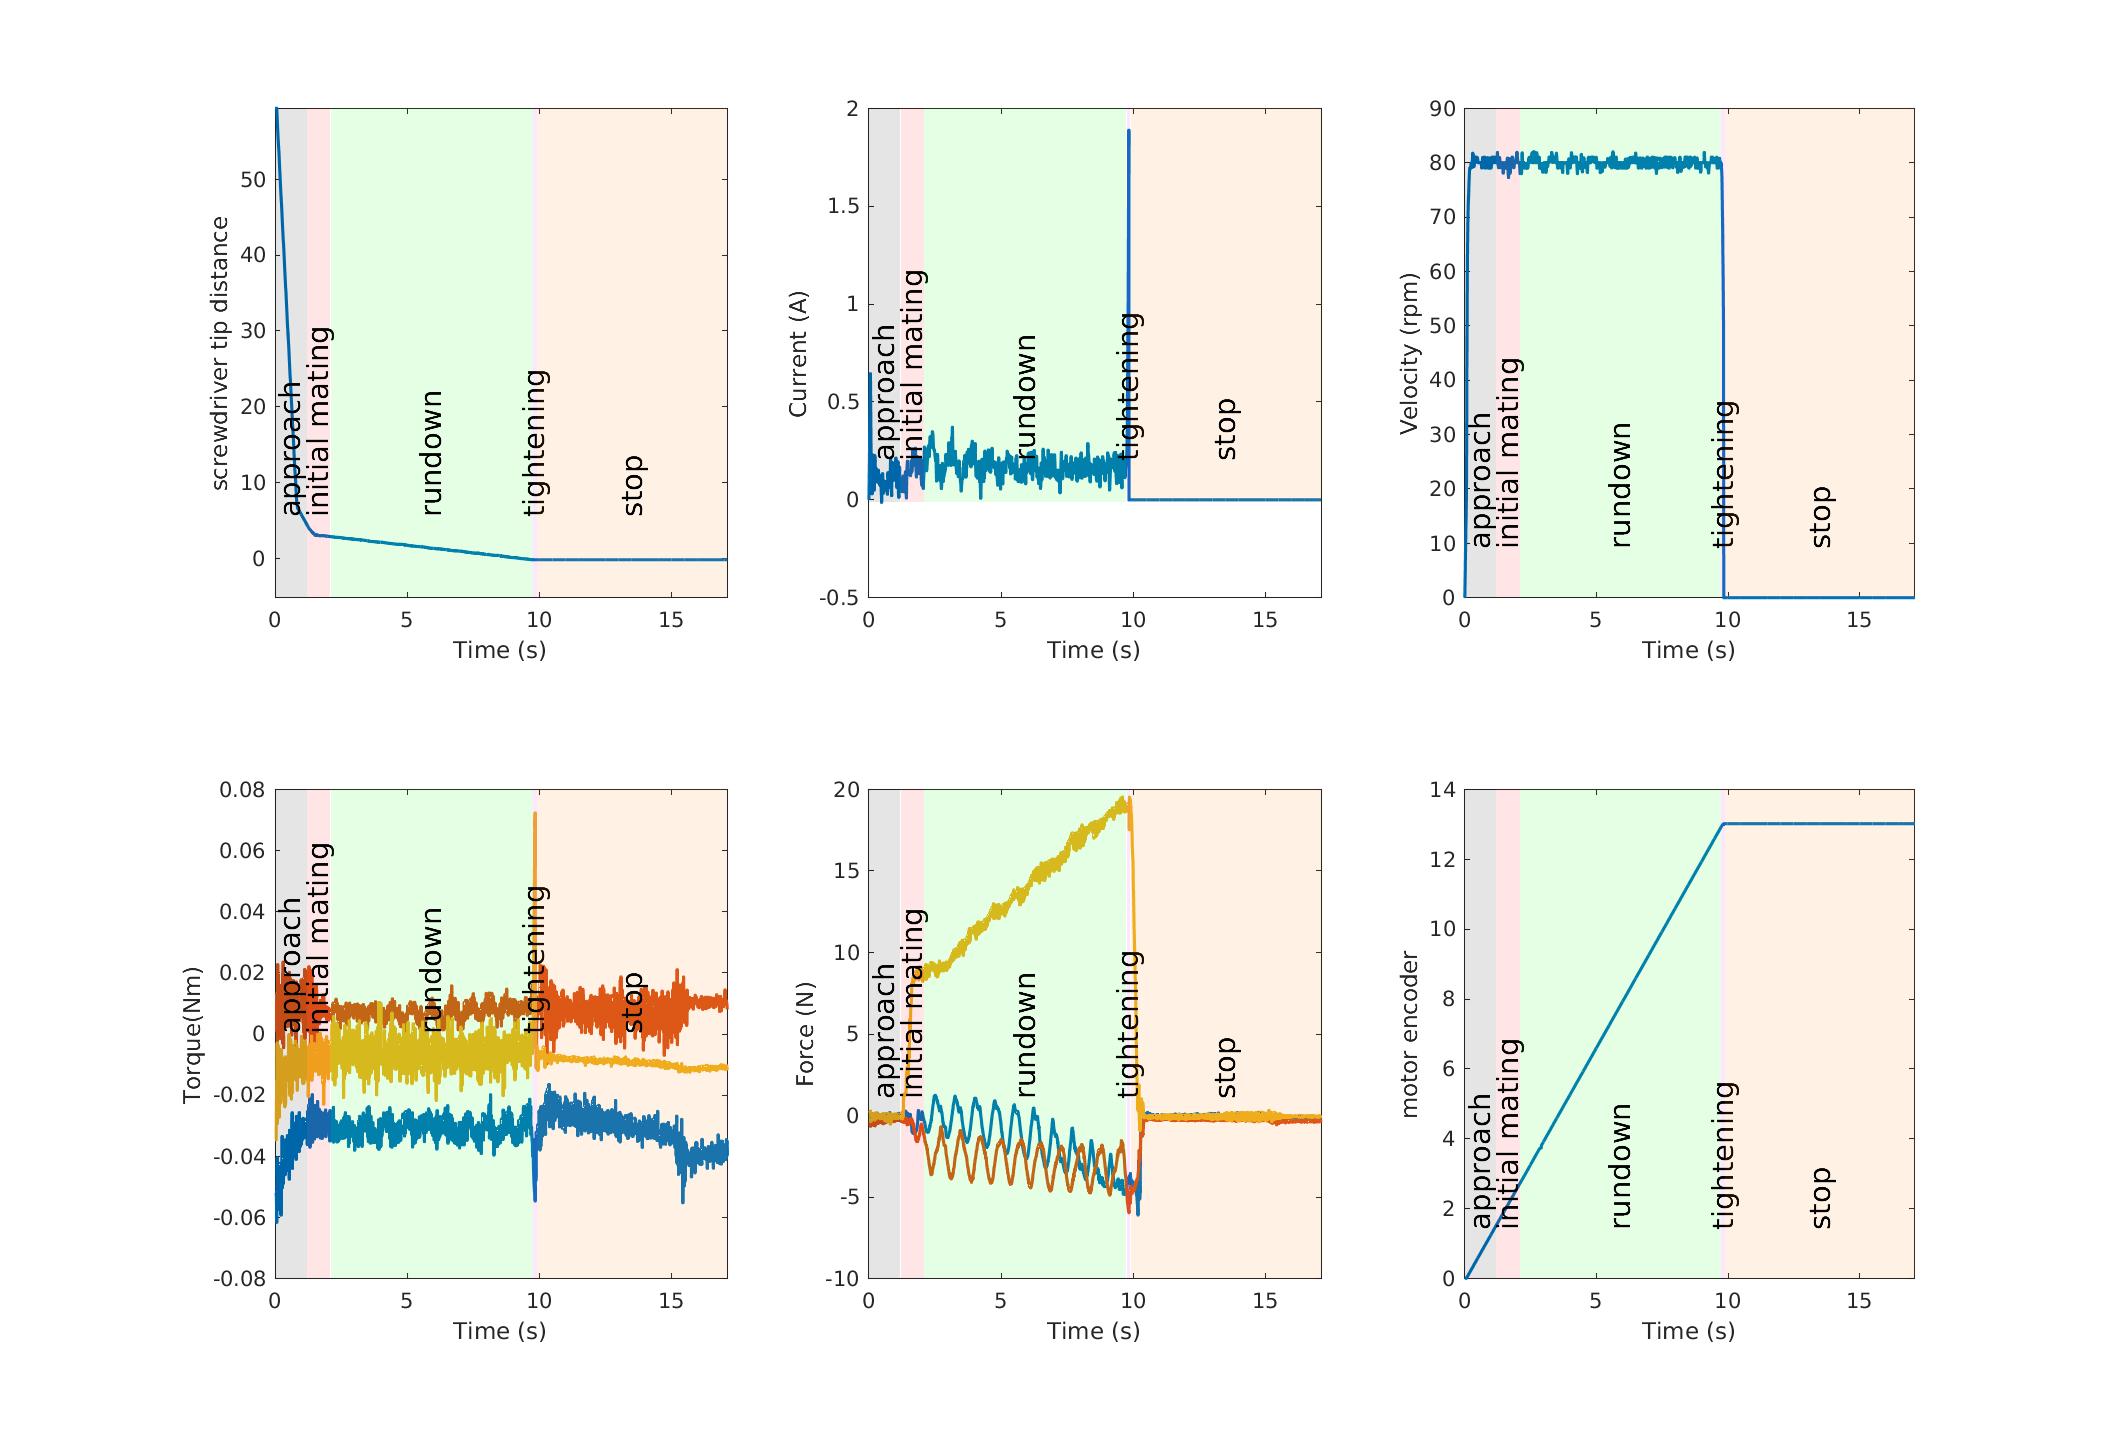 screwdriver tip distance
50
40
30
20
10
0
approach
initial mating
rundown
tightening
stop
0
5
10
15
Time (s)
Current (A)
2
1.5
1
0.5
0
-0.5
approach
initial mating
rundown
tightening
stop
0
5
10
15
Time (s)
Velocity (rpm)
90
80
70
60
50
40
30
20
10
0
approach
initial mating
rundown
tightening
stop
0
5
10
15
Time (s)
Torque(Nm)
0.08
0.06
0.04
0.02
0
-0.02
-0.04
-0.06
-0.08
approach
initial mating
rundown
tightening
stop
0
5
10
15
Time (s)
Force (N)
20
15
10
5
0
-5
-10
approach
initial mating
rundown
tightening
stop
0
5
10
15
Time (s)
motor encoder
14
12
10
8
6
4
2
0
approach
initial mating
rundown
tightening
stop
0
5
10
15
Time (s)